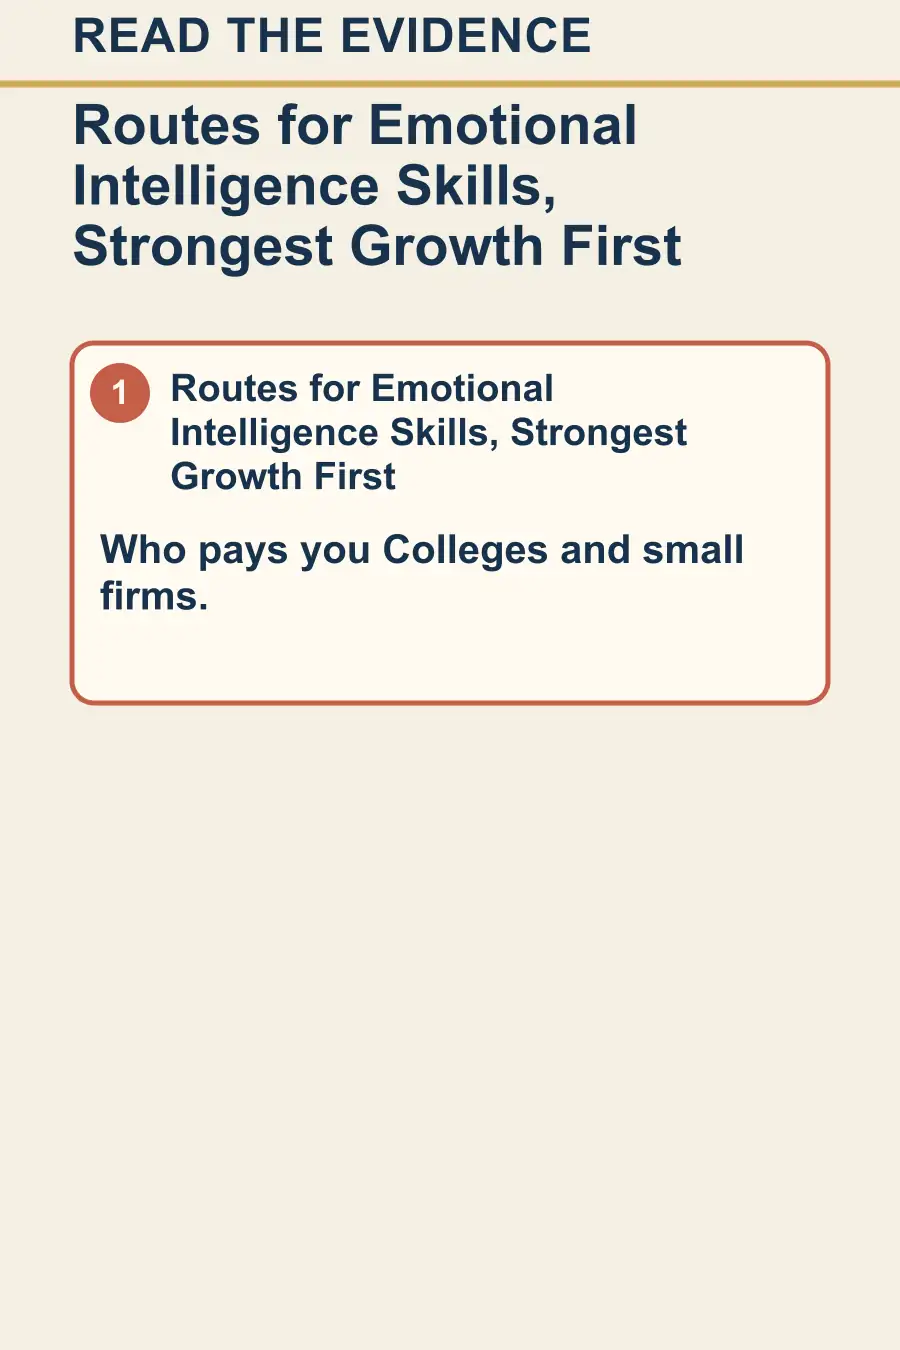 READ THE EVIDENCE
Routes for Emotional
Intelligence Skills,
Strongest Growth First
1
Routes for Emotional
Intelligence Skills, Strongest
Growth First
Who pays you Colleges and small
firms.